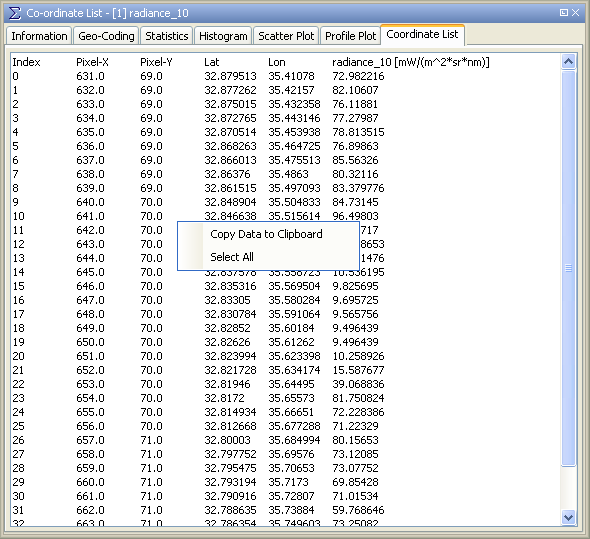 Co-ordinate List - [1] radiance_10
Information Geo-Coding Statistics Histogram Scatter Plot Profile Plot Coordinate List
Index Pixel-X Pixel-Y Lat Lon radiance_10 [mW/(m^2*sr*nm)]
0 631.0 69.0 32.879513 35.41078 72.982216
1 632.0 69.0 32.877262 35.42157 82.10607
2 633.0 69.0 32.875015 35.432358 76.11881
3 634.0 69.0 32.872765 35.443146 77.27987
4 635.0 69.0 32.870514 35.453938 78.813515
5 636.0 69.0 32.868263 35.464725 76.89863
6 637.0 69.0 32.866013 35.475513 85.56326
7 638.0 69.0 32.86376 35.4863 80.32116
8 639.0 69.0 32.861515 35.497093 83.379776
9 640.0 70.0 32.848904 35.504833 84.73145
10 641.0 70.0 32.846638 35.515614 96.49803
11 642.0 70.0 717
12 643.0 70.0 8653
13 644.0 70.0 1476
Copy Data to Clipboard
Select All
14 645.0 70.0 32.837578 35.558723 10.536195
15 646.0 70.0 32.835316 35.569504 9.825695
16 647.0 70.0 32.83305 35.580284 9.695725
17 648.0 70.0 32.830784 35.591064 9.565756
18 649.0 70.0 32.82852 35.60184 9.496439
19 650.0 70.0 32.82626 35.61262 9.496439
20 651.0 70.0 32.823994 35.623398 10.258926
21 652.0 70.0 32.821728 35.634174 15.587677
22 653.0 70.0 32.81946 35.64495 39.068836
23 654.0 70.0 32.8172 35.65573 81.750824
24 655.0 70.0 32.814934 35.66651 72.228386
25 656.0 70.0 32.812668 35.677288 71.22329
26 657.0 71.0 32.80003 35.684994 80.15653
27 658.0 71.0 32.797752 35.69576 73.12085
28 659.0 71.0 32.795475 35.70653 73.07752
29 660.0 71.0 32.793194 35.7173 69.85428
30 661.0 71.0 32.790916 35.72807 71.01534
31 662.0 71.0 32.788635 35.73884 59.768646
32 663.0 71.0 32.786354 35.749603 73.25082